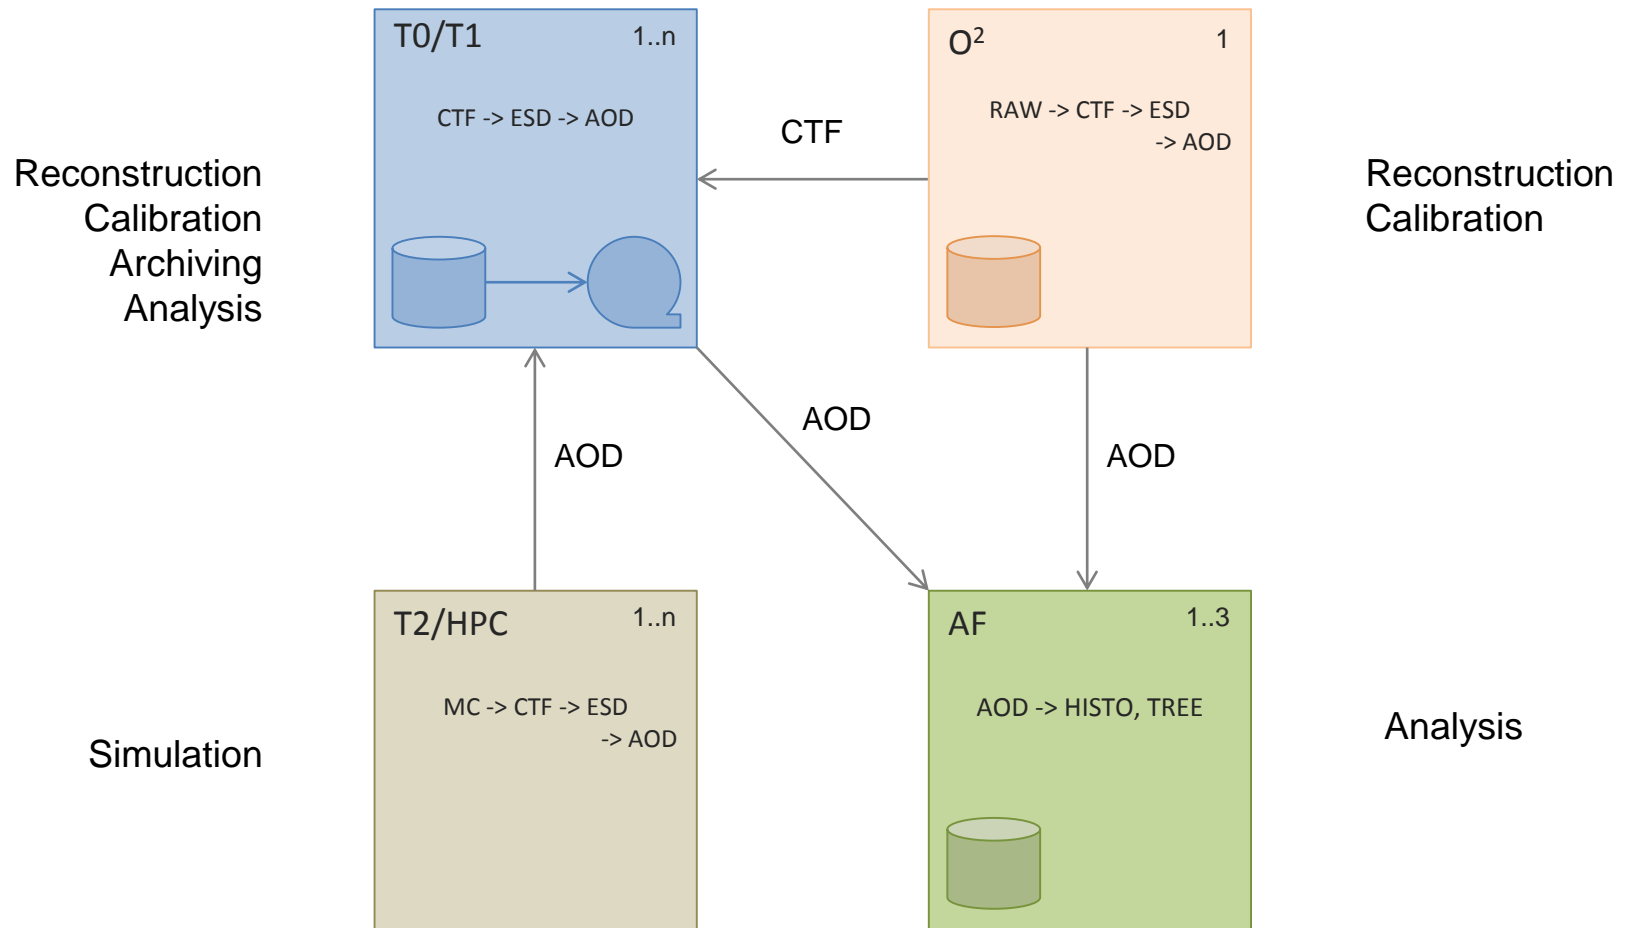 T0/T1 1..n
CTF -> ESD -> AOD
Reconstruction
Calibration
Archiving
Analysis
CTF
O² 1
RAW -> CTF -> ESD
-> AOD
Reconstruction
Calibration
AOD
AOD
AOD
T2/HPC 1..n
MC -> CTF -> ESD
-> AOD
Simulation
AF 1..3
AOD -> HISTO, TREE
Analysis